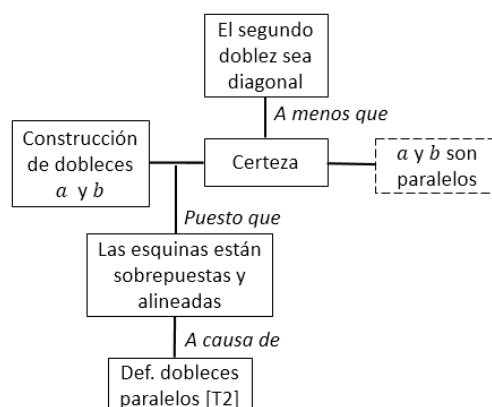 El segundo
doblez sea
diagonal
A menos que
Construcción
de dobleces
a y b
Certeza
a y b son
paralelos
Puesto que
Las esquinas están
sobrepuestas y
alineadas
A causa de
Def. dobleces
paralelos [T2]